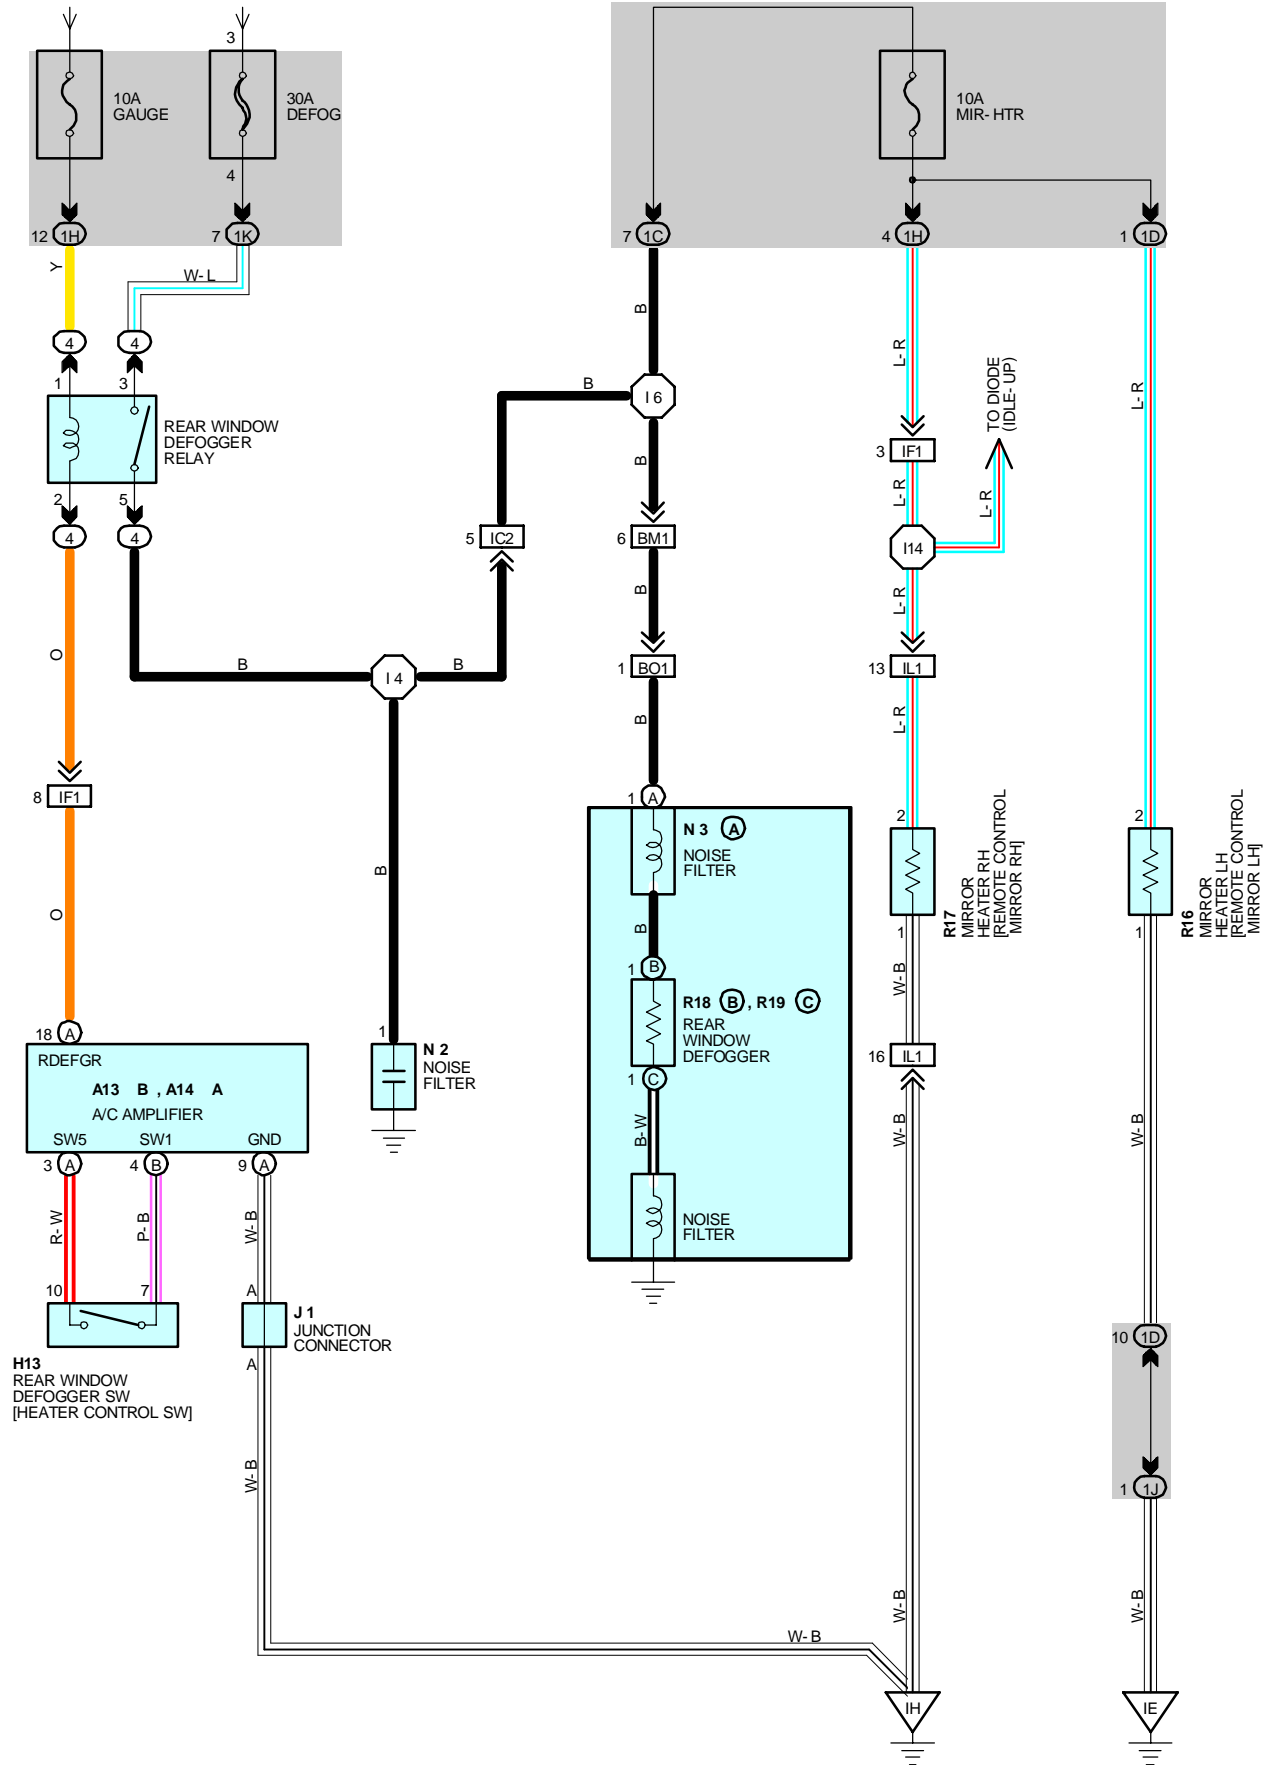 3
10A
GAUGE
30A
DEFOG
4
12 1H
7 1K
10A
MIR- HTR
7 1C
4 1H
1 1D
Y
W- L
4
4
1
3
REAR WINDOW
DEFOGGER
RELAY
2
5
4
4
B
B
I 6
B
5 IC2
6 BM1
B
1 BO1
B
L- R
3 IF1
L- R
TO DIODE
(IDLE- UP)
L- R
I14
L- R
13 IL1
L- R
L- R
O
B
I 4
B
8 IF1
O
B
1 A
N 3 A
NOISE
FILTER
B
1 B
R18 B , R19 C
REAR
WINDOW
DEFOGGER
1 C
B- W
NOISE
FILTER
2
R17
MIRROR
HEATER RH
[REMOTE CONTROL
MIRROR RH]
1
W- B
16 IL1
W- B
2
R16
MIRROR
HEATER LH
[REMOTE CONTROL
MIRROR LH]
1
W- B
18 A
RDEFGR
A13 B , A14 A
A/C AMPLIFIER
SW5
SW1
GND
3 A
4 B
9 A
1
N 2
NOISE
FILTER
R- W
P- B
W- B
10
7
A
J 1
JUNCTION
CONNECTOR
A
H13
REAR WINDOW
DEFOGGER SW
[HEATER CONTROL SW]
W- B
10 1D
1 1J
W- B
W- B
W- B
IH
IE